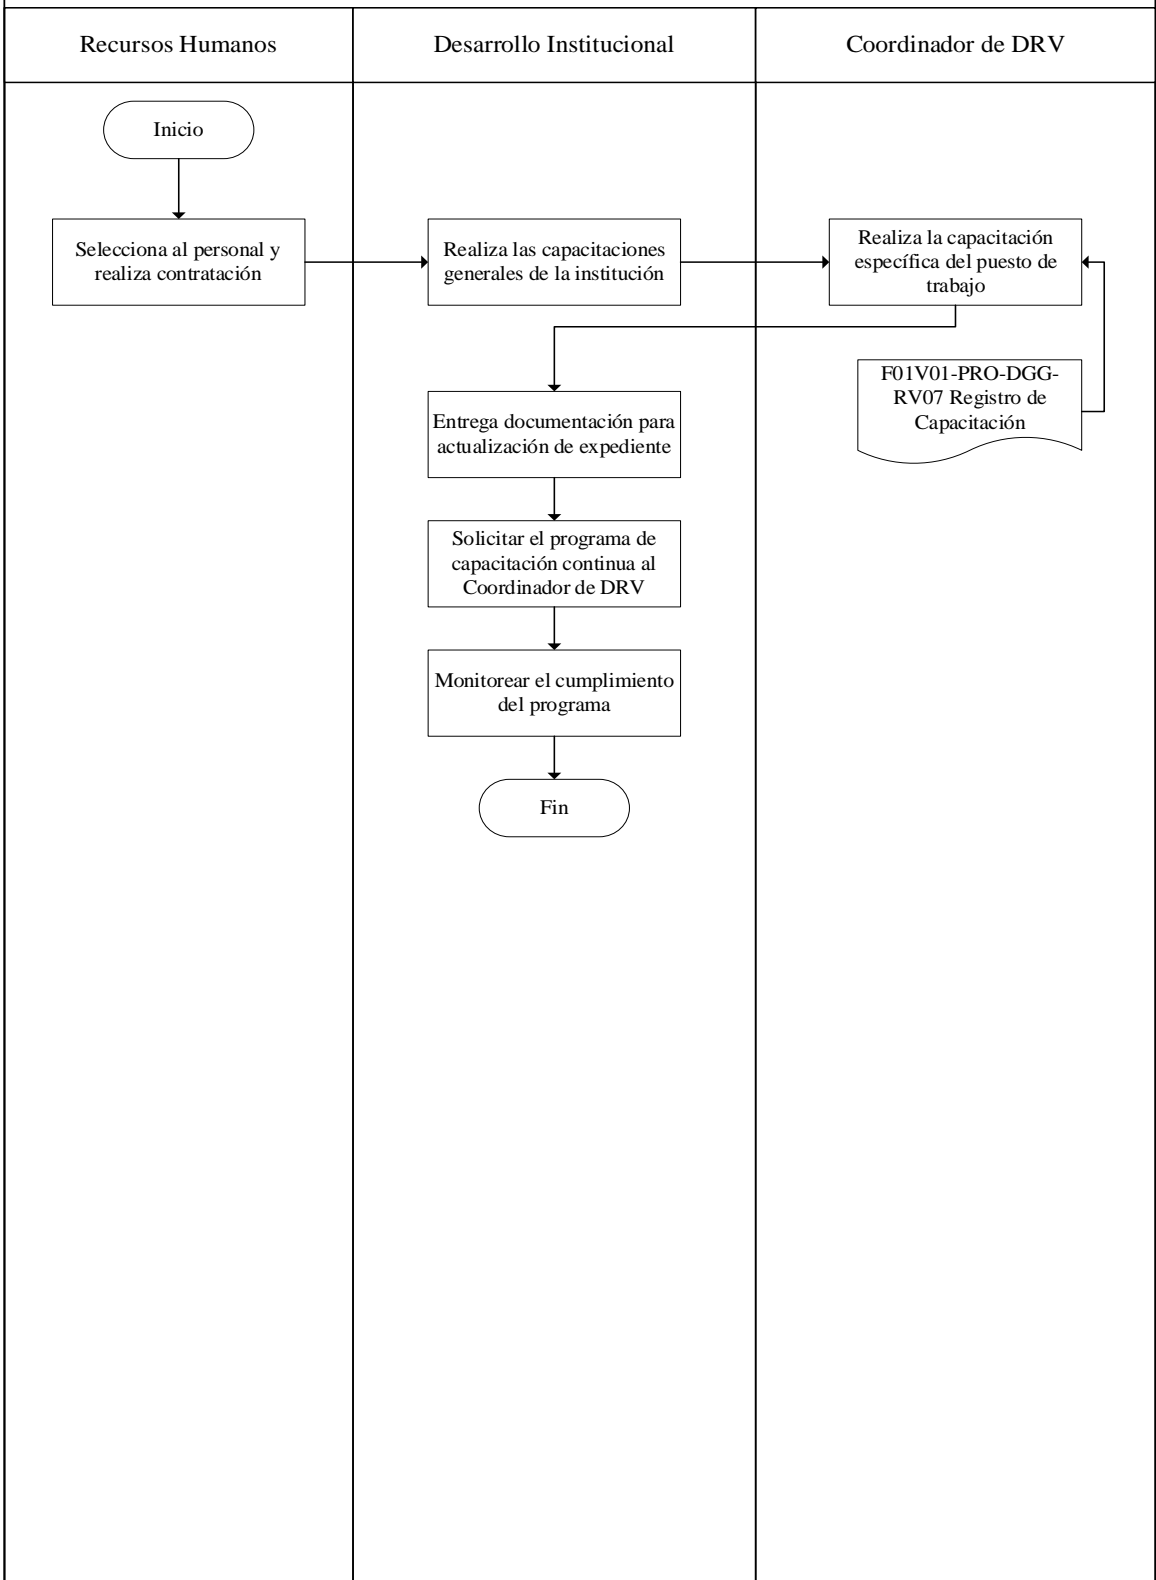 Recursos Humanos
Desarrollo Institucional
Coordinador de DRV
Inicio
Selecciona al personal y
realiza contratación
Realiza las capacitaciones
generales de la institución
Realiza la capacitación
específica del puesto de
trabajo
F01V01-PRO-DGG-
RV07 Registro de
Capacitación
Entrega documentación para
actualización de expediente
Solicitar el programa de
capacitación continua al
Coordinador de DRV
Monitorear el cumplimiento
del programa
Fin